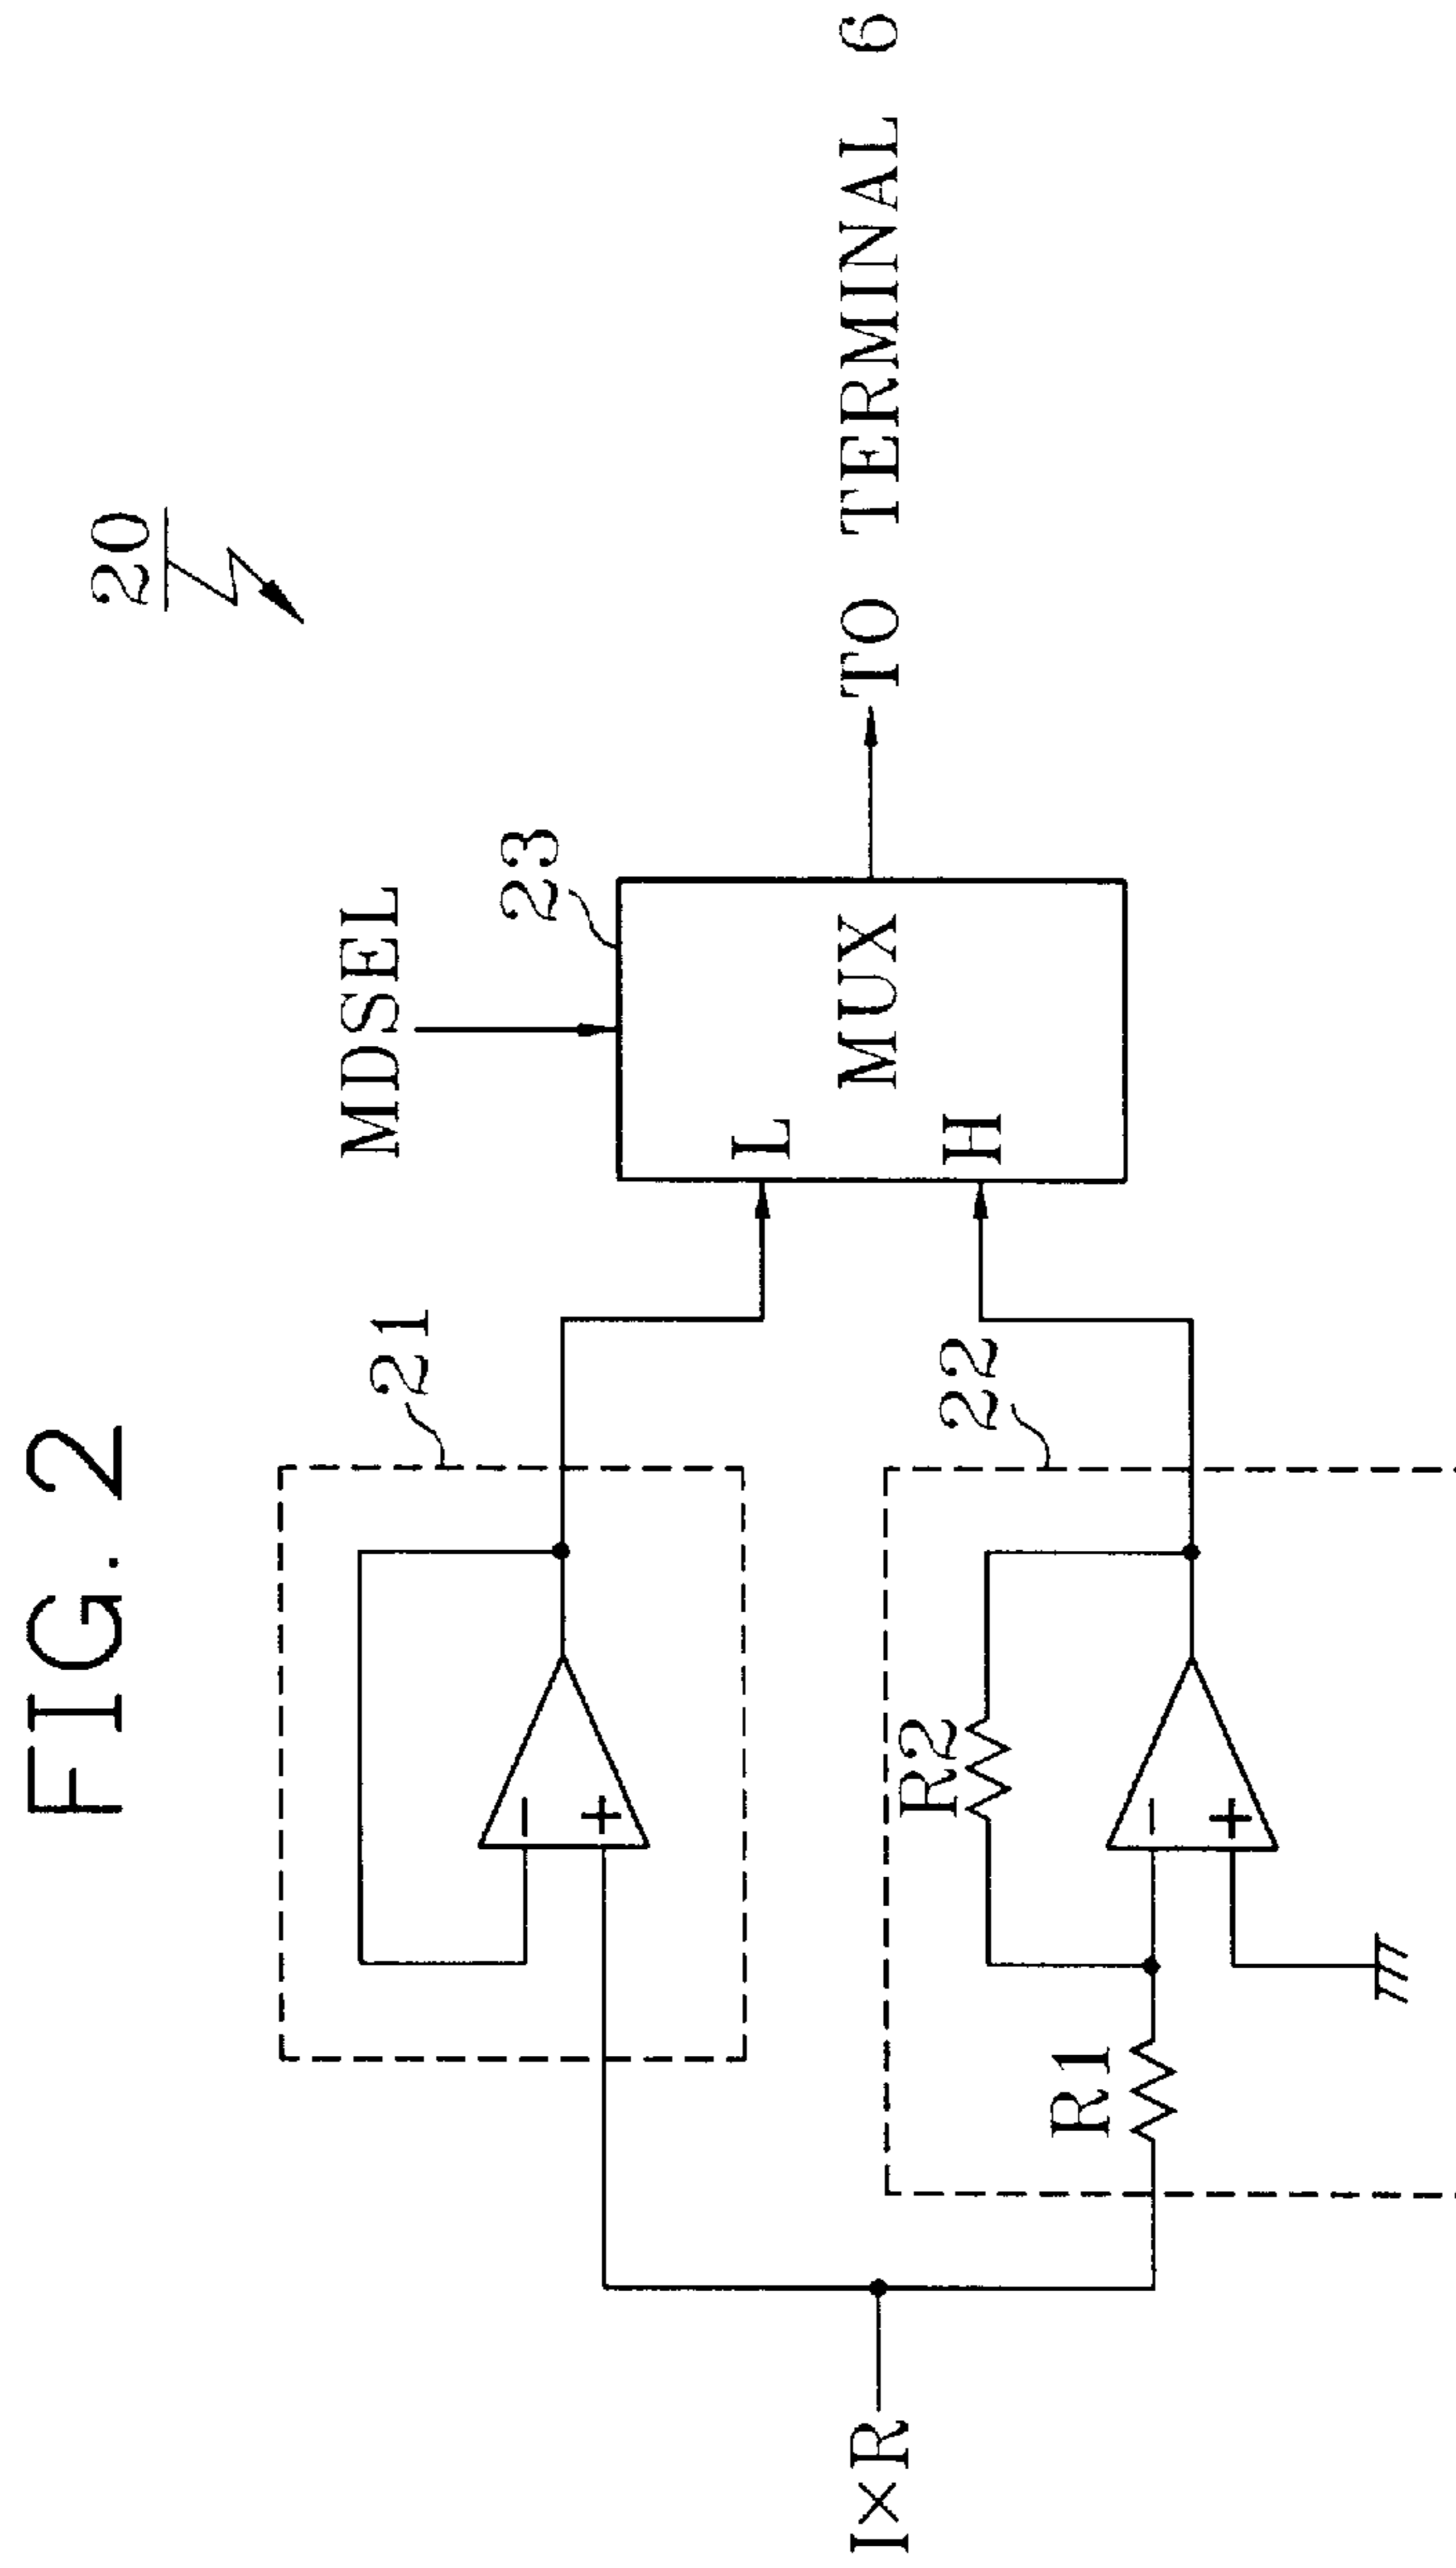 FIG. 2
20
MDSEL
21
23
L
MUX
TO TERMINAL 6
H
22
R2
R1
I×R
−
+
−
+